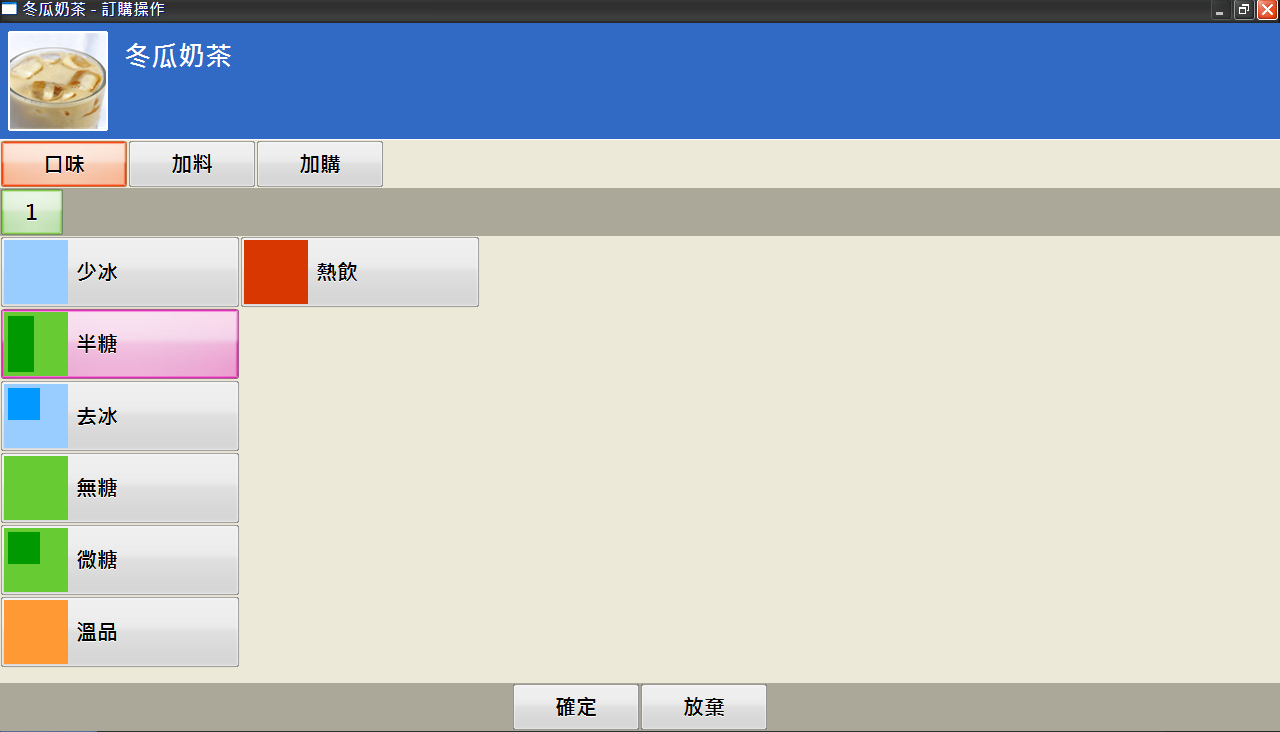 冬瓜奶茶 - 訂購操作
冬瓜奶茶
口味 加料 加購
1
少冰 熱飲
半糖
去冰
無糖
微糖
溫品
確定 放棄